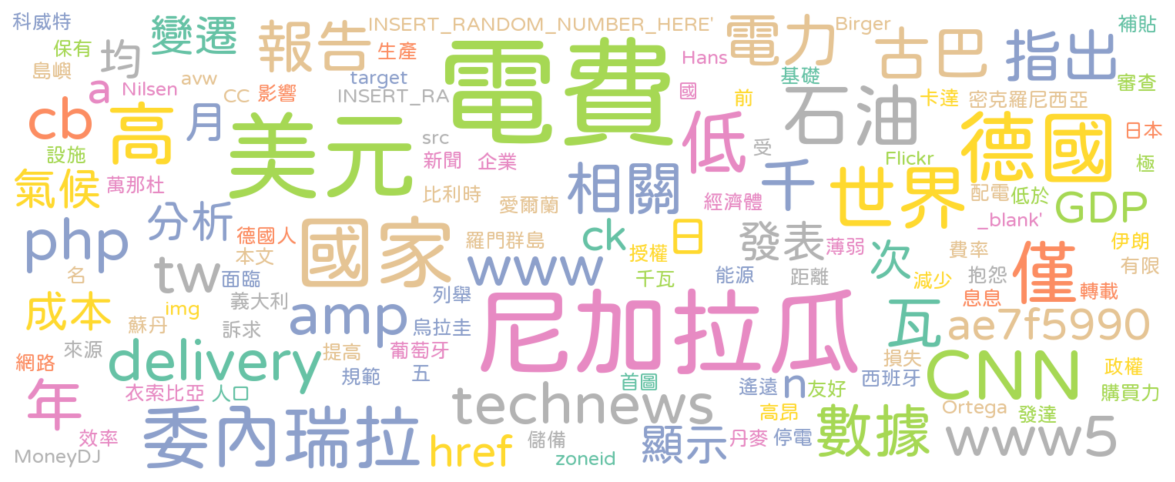 科威特 變遷 報告 INSERT_RANDOM_NUMBER_HERE' 電力 Birger 補貼
保有 均 生產 電費 古巴 指出
島嶼 avw target Hans 基礎 審查
a Nilsen CC 影響 INSERT_RA 國 前 卡達 密克羅尼西亞
cb 高 月 美元 src 低 石油 德國 日本
設施 新聞 企業 受 Flickr 極
氣候 萬那杜 比利時 相關 千 世界 配電 低於
愛爾蘭 經濟體 GDP
php 分析 國家 ck 日 發表 _blank'
德國人 羅門群島 授權 薄弱 次 費率 伊朗
名 本文 www 僅 有限
tw 面臨 千瓦 能源 距離 減少 抱怨
成本 img 義大利 列舉 尼加拉瓜 瓦 息息 轉載
蘇丹 訴求 amp 烏拉圭 ae7f5990
網路 來源 delivery 提高 葡萄牙 損失 CNN 政權
年 衣索比亞 人口 規範 五 首圖 遙遠 n 友好 西班牙 購買力
委內瑞拉 technews 高昂 數據 Ortega 發達
效率 href 儲備 顯示 丹麥 停電 www5
MoneyDJ zoneid